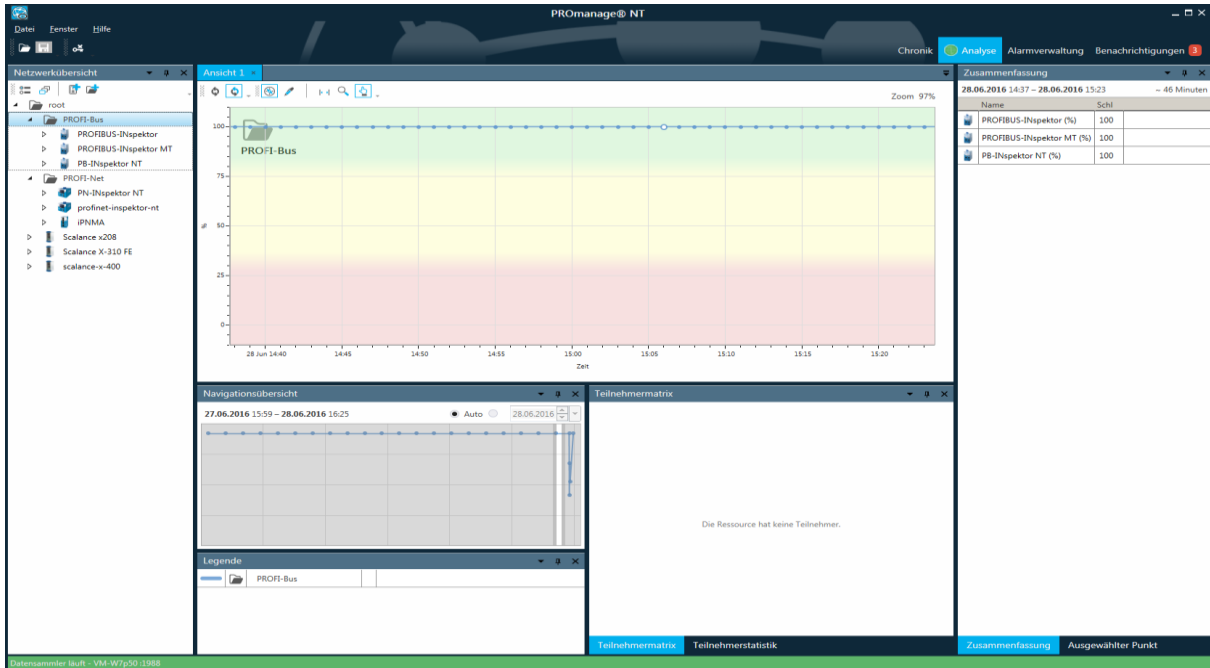 PROmanage® NT
Datei Fenster Hilfe
Chronik Analyse Alarmverwaltung Benachrichtigungen 3
Netzwerkübersicht
root
PROFI-Bus
PROFIBUS-INspektor
PROFIBUS-INspektor MT
PB-INspektor NT
PROFI-Net
PN-INspektor NT
profinet-inspektor-nt
iPNMA
Scalance x208
Scalance X-310 FE
scalance-x-400
Ansicht 1
Zoom 97%
100
PROFI-Bus
75
%
50
25
0
28 Jun 14:40 14:45 14:50 14:55 15:00 15:05 15:10 15:15 15:20
Zeit
Navigationsübersicht
27.06.2016 15:59 – 28.06.2016 16:25 Auto 28.06.2016
Legende
PROFI-Bus
Teilnehmermatrix
Die Ressource hat keine Teilnehmer.
Teilnehmermatrix Teilnehmerstatistik
Zusammenfassung
28.06.2016 14:37 – 28.06.2016 15:23 ~ 46 Minuten
Name Schl
PROFIBUS-INspektor (%) 100
PROFIBUS-INspektor MT (%) 100
PB-INspektor NT (%) 100
Zusammenfassung Ausgewählter Punkt
Datensammler läuft - VM-W7p50 :1988